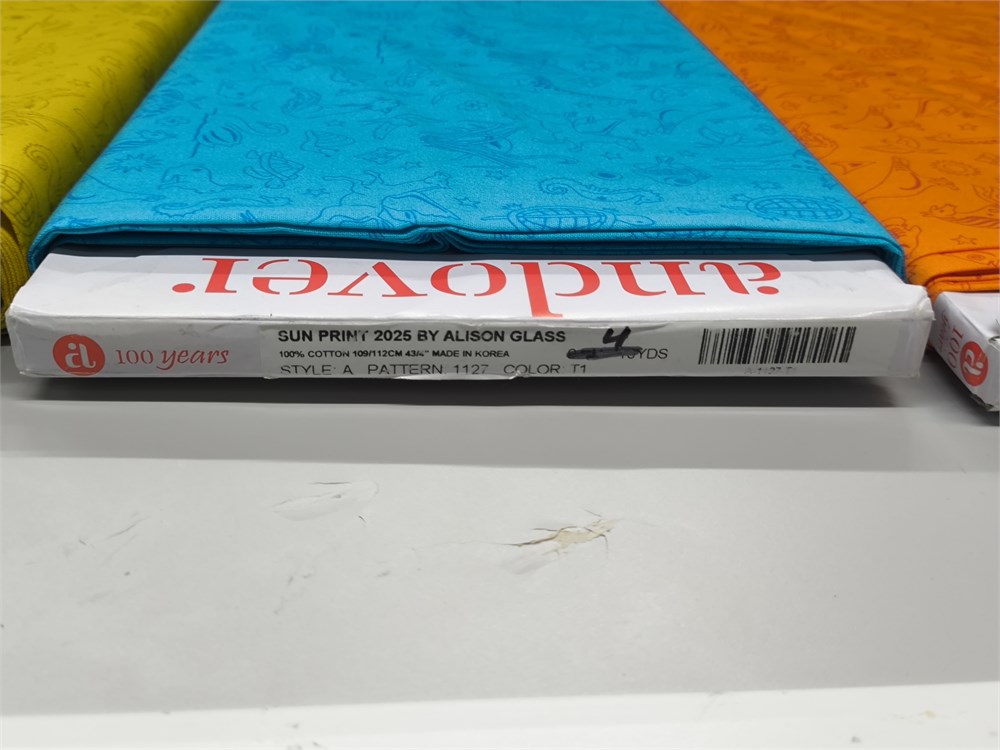 andover
100 years
SUN PRINT 2025 BY ALISON GLASS
100% COTTON 109/112CM 43/44" MADE IN KOREA
4
YDS
STYLE: A PATTERN 1127 COLOR T1
100